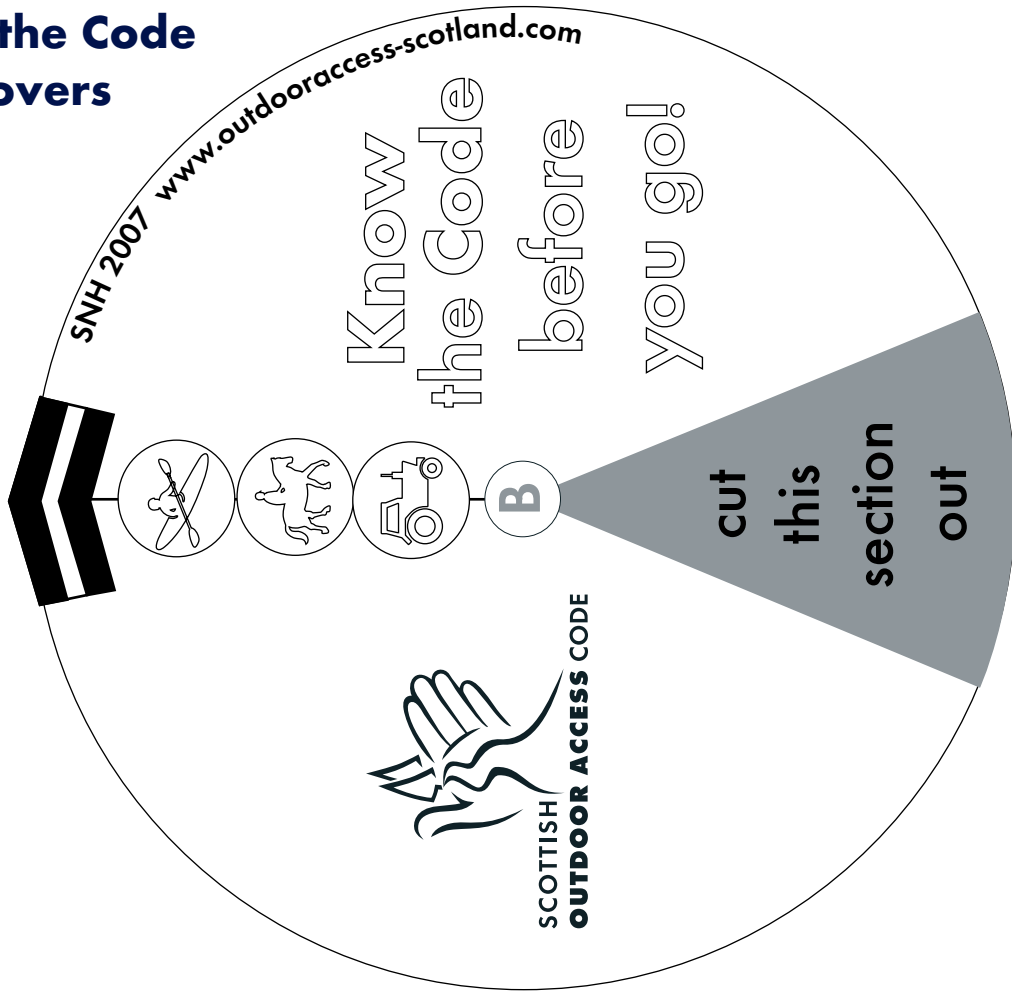 the Code
overs
SNH 2007 www.outdooraccess-scotland.com
Know
the Code
before
you go!
B
cut
this
section
out
SCOTTISH
OUTDOOR ACCESS CODE